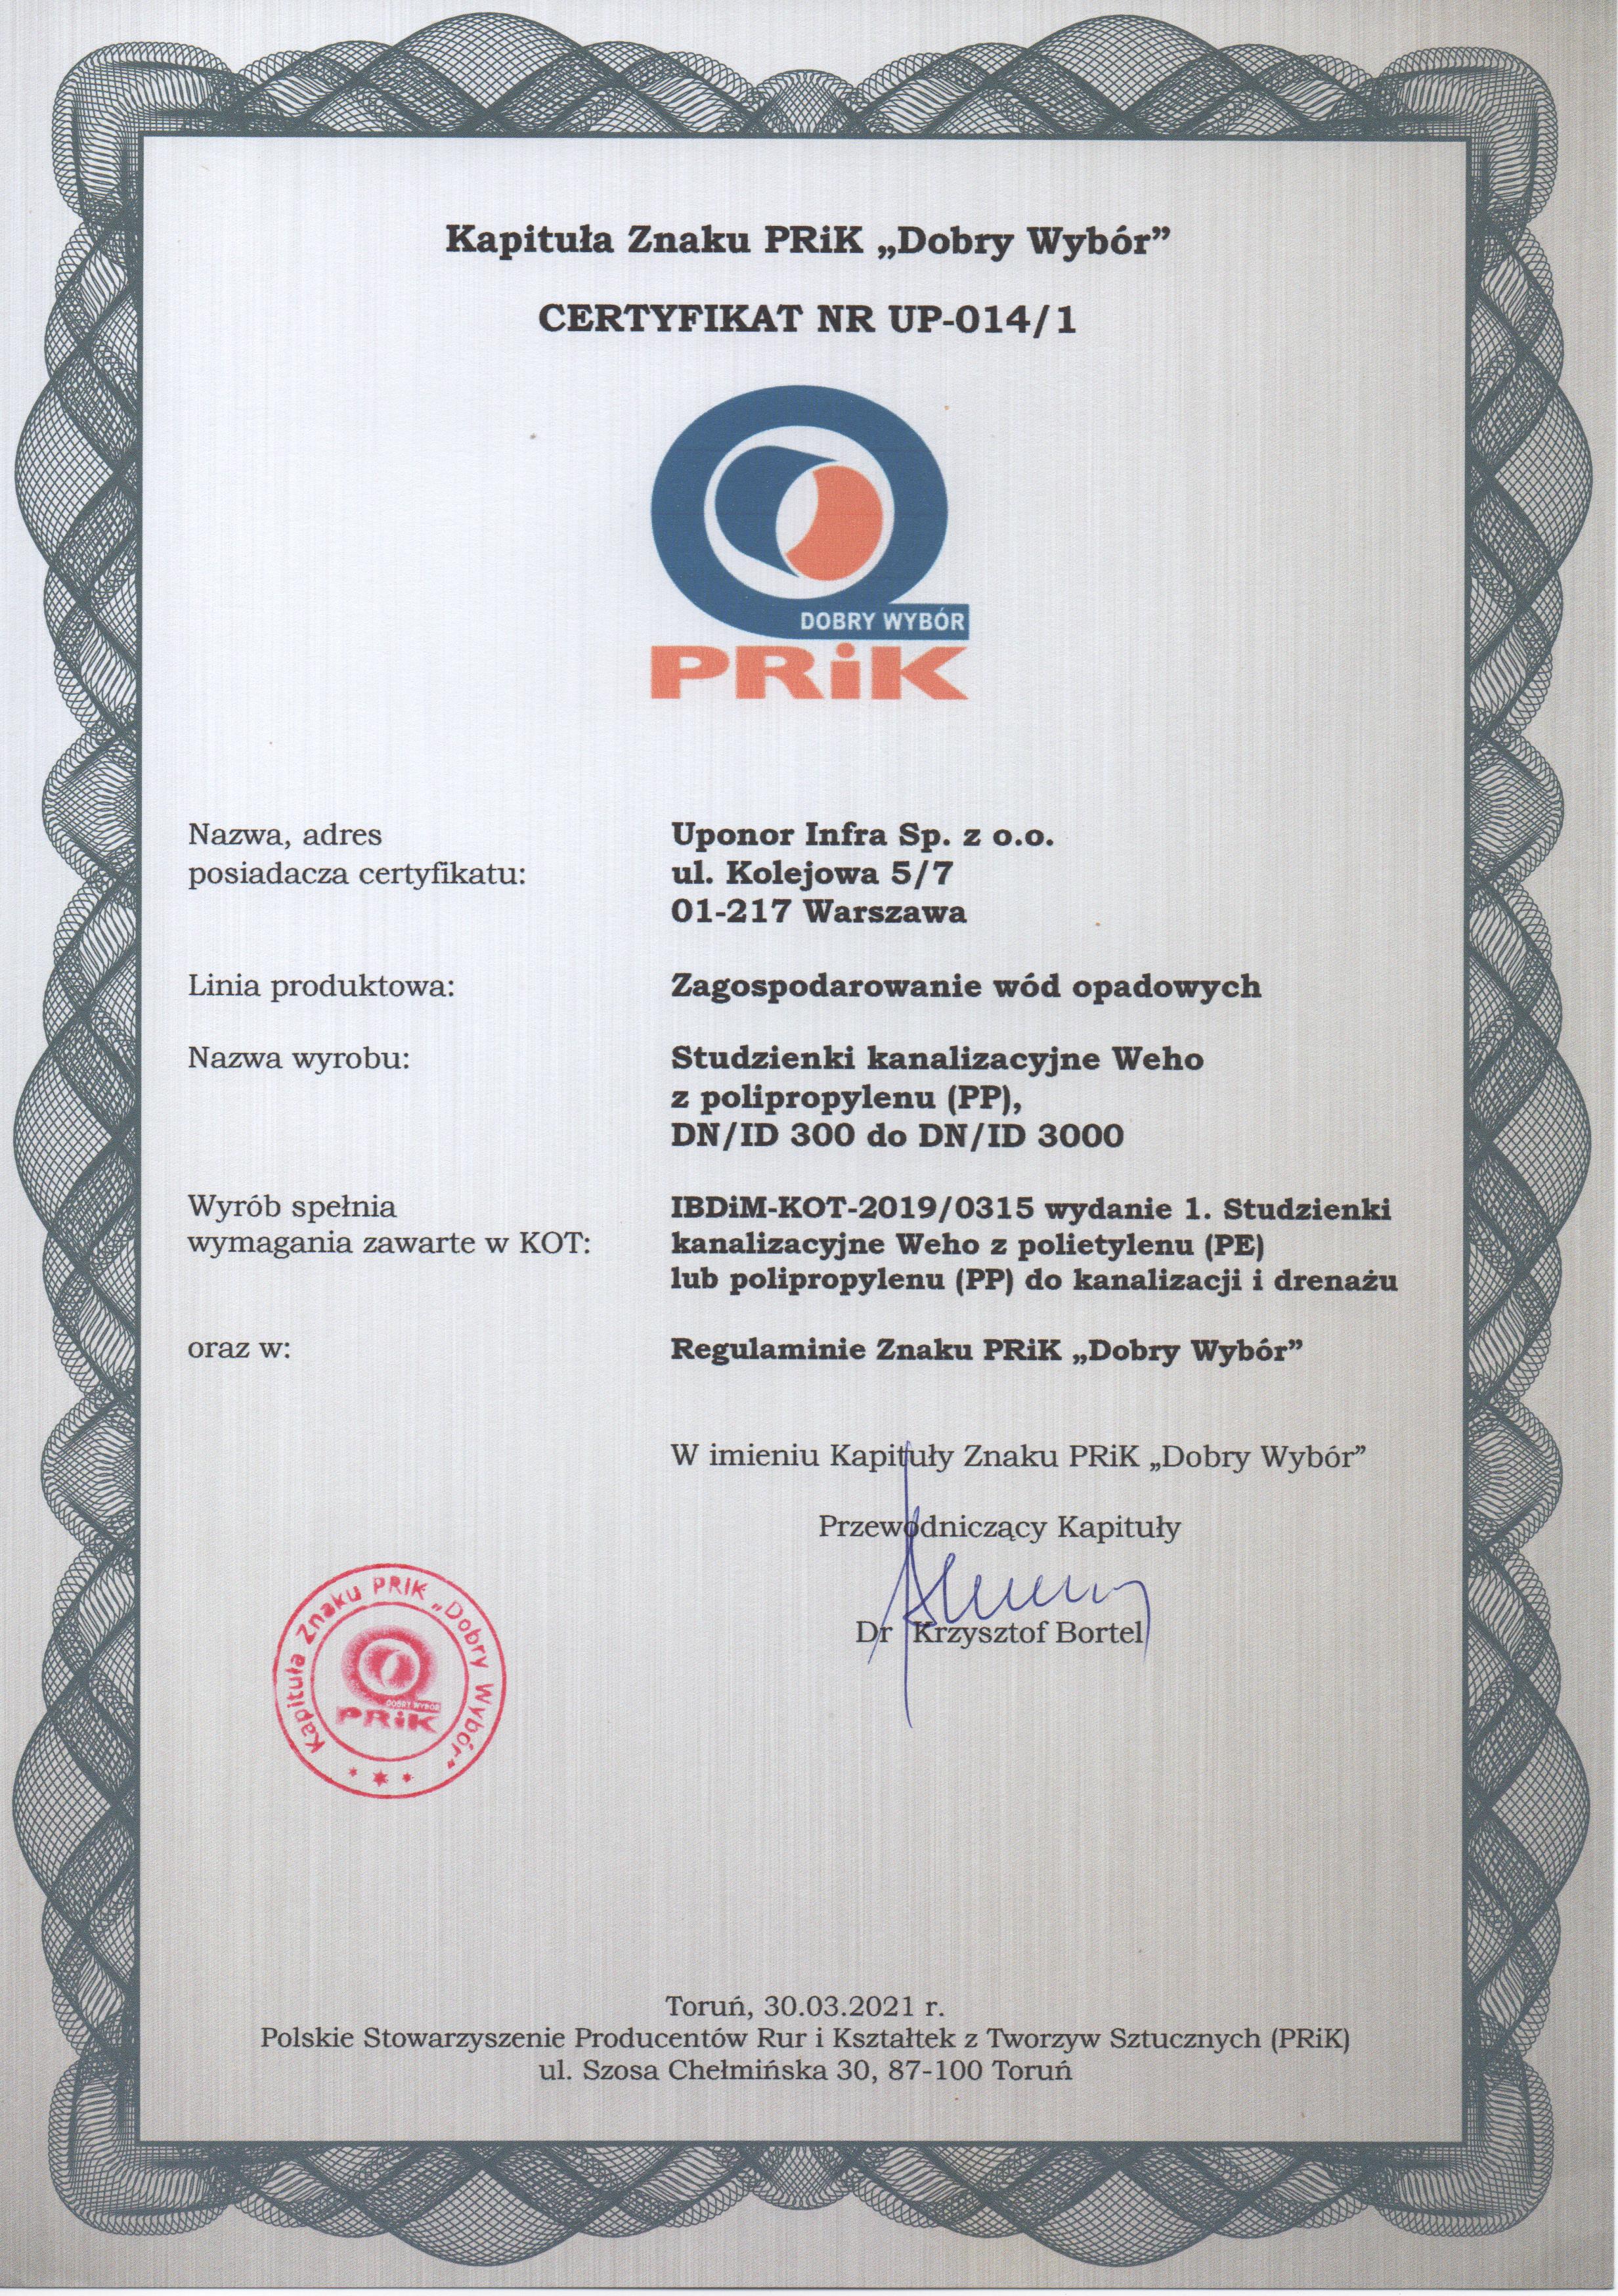 Kapituła Znaku PRiK „Dobry Wybór”
CERTYFIKAT NR UP-014/1
DOBRY WYBÓR
PRiK
Nazwa, adres
posiadacza certyfikatu:
Uponor Infra Sp. z o.o.
ul. Kolejowa 5/7
01-217 Warszawa
Linia produktowa:
Zagospodarowanie wód opadowych
Nazwa wyrobu:
Studzienki kanalizacyjne Weho
z polipropylenu (PP),
DN/ID 300 do DN/ID 3000
Wyrób spełnia
wymagania zawarte w KOT:
IBDiM-KOT-2019/0315 wydanie 1. Studzienki
kanalizacyjne Weho z polietylenu (PE)
lub polipropylenu (PP) do kanalizacji i drenażu
oraz w:
Regulaminie Znaku PRiK „Dobry Wybór”
W imieniu Kapituły Znaku PRiK „Dobry Wybór”
Przewodniczący Kapituły
Dr Krzysztof Bortel
Kapituła Znaku PRIK „Dobry Wybór”
DOBRY WYBÓR
PRiK
Toruń, 30.03.2021 r.
Polskie Stowarzyszenie Producentów Rur i Kształtek z Tworzyw Sztucznych (PRiK)
ul. Szosa Chełmińska 30, 87-100 Toruń